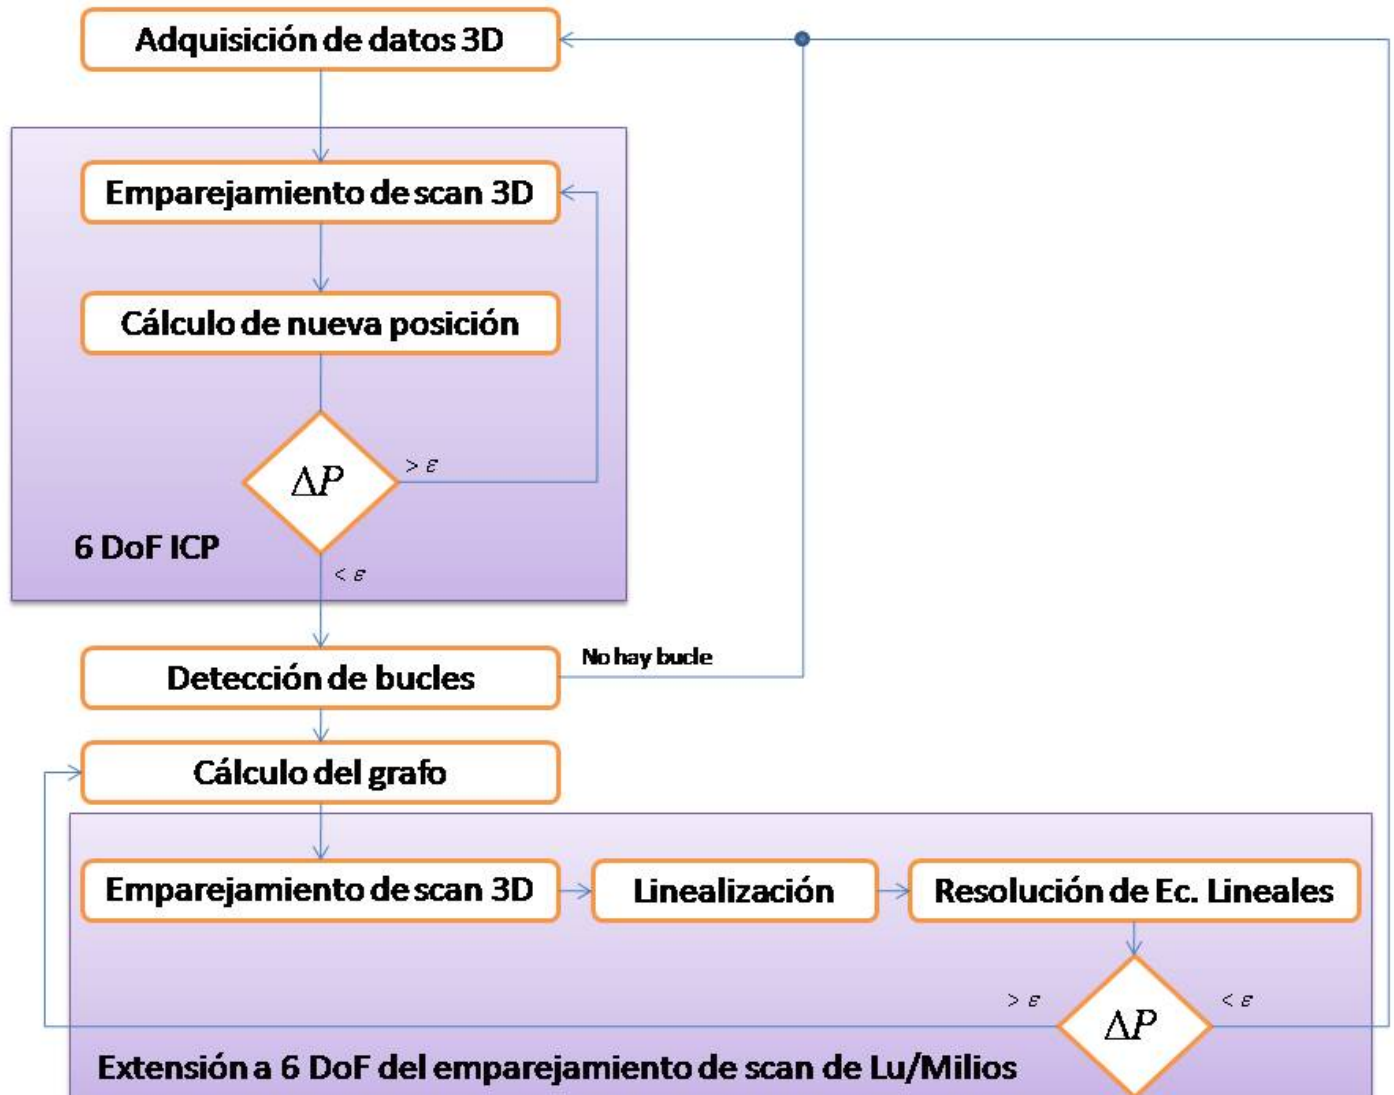 Adquisición de datos 3D
Emparejamiento de scan 3D
Cálculo de nueva posición
ΔP
> ε
6 DoF ICP
< ε
Detección de bucles
No hay bucle
Cálculo del grafo
Emparejamiento de scan 3D
Linealización
Resolución de Ec. Lineales
> ε
ΔP
< ε
Extensión a 6 DoF del emparejamiento de scan de Lu/Milios